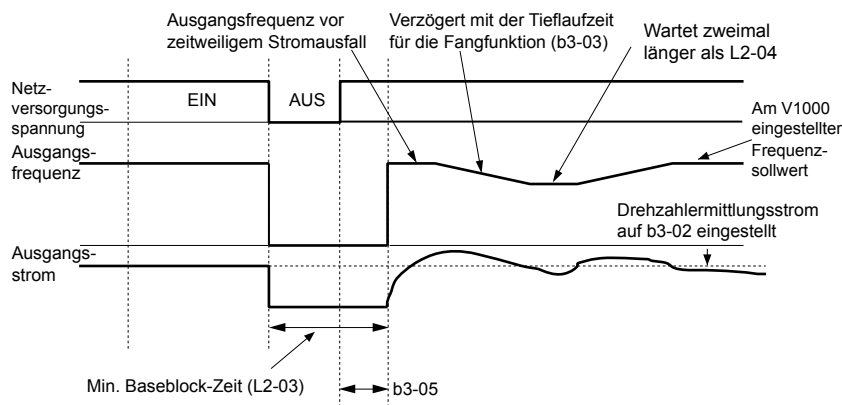 Ausgangsfrequenz vor
zeitweiligem Stromausfall
Verzögert mit der Tieflaufzeit
für die Fangfunktion (b3-03)
Wartet zweimal
länger als L2-04
Netz-
versorgungs-
spannung
EIN
AUS
Am V1000
eingestellter
Frequenz-
sollwert
Ausgangs-
frequenz
Drehzahlermittlungsstrom
auf b3-02 eingestellt
Ausgangs-
strom
Min. Baseblock-Zeit (L2-03)
b3-05